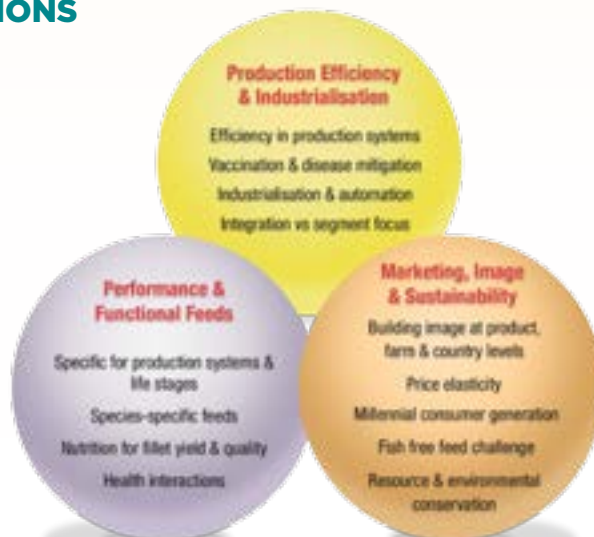 IONS
Production Efficiency
& Industrialisation
Efficiency in production systems
Vaccination & disease mitigation
Industrialisation & automation
Integration vs segment focus
Performance &
Functional Feeds
Specific for production systems &
life stages
Species-specific feeds
Nutrition for fillet yield & quality
Health interactions
Marketing, Image
& Sustainability
Building image at product,
farm & country levels
Price elasticity
Millennial consumer generation
Fish free feed challenge
Resource & environmental
conservation